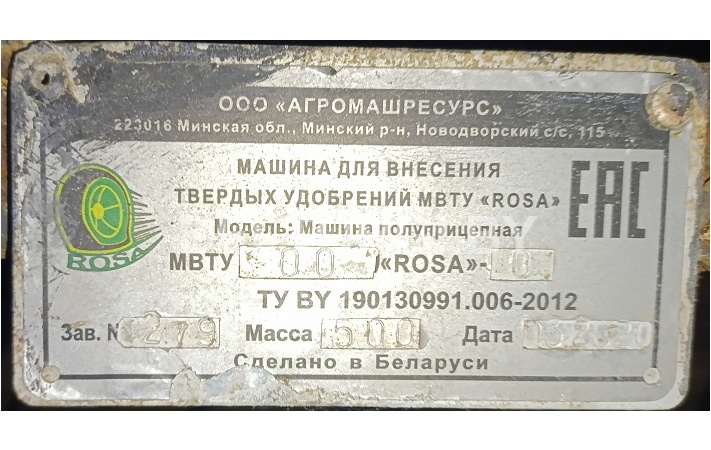 ООО «АГРОМАШРЕСУРС»
223016 Минская обл., Минский р-н, Новодворский с/с, 115
МАШИНА ДЛЯ ВНЕСЕНИЯ
ТВЕРДЫХ УДОБРЕНИЙ МВТУ «ROSA»
ЕАС
Модель: Машина полуприцепная
ROSA
МВТУ «ROSA»-
ТУ BY 190130991.006-2012
Зав. № 279 Масса 500 Дата
Сделано в Беларуси